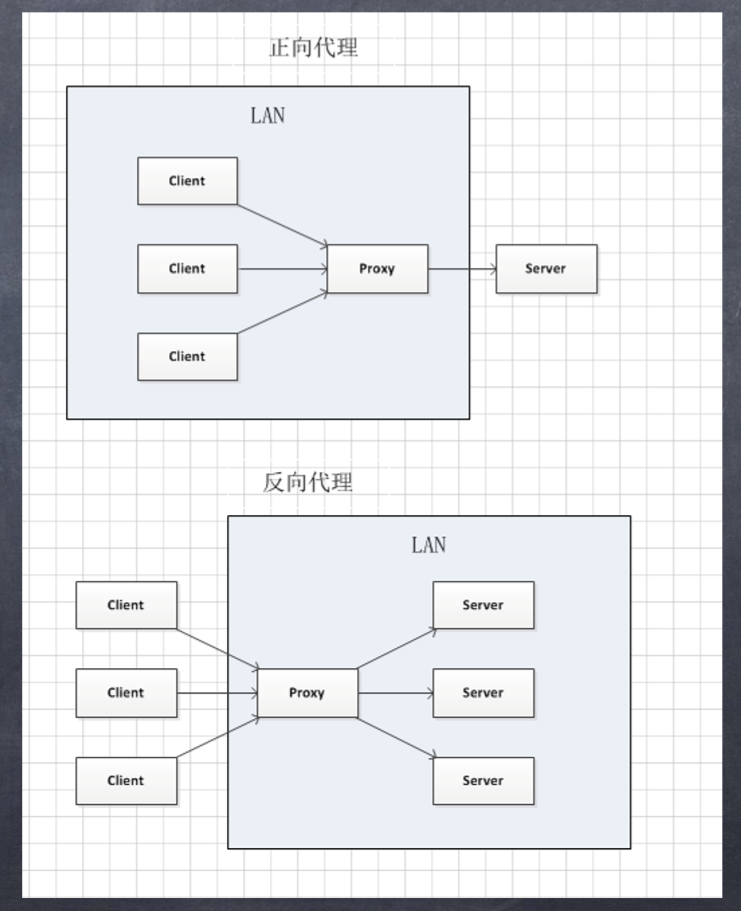 正向代理
LAN
Client
Client
Proxy
Server
Client
反向代理
LAN
Client
Server
Client
Proxy
Server
Client
Server